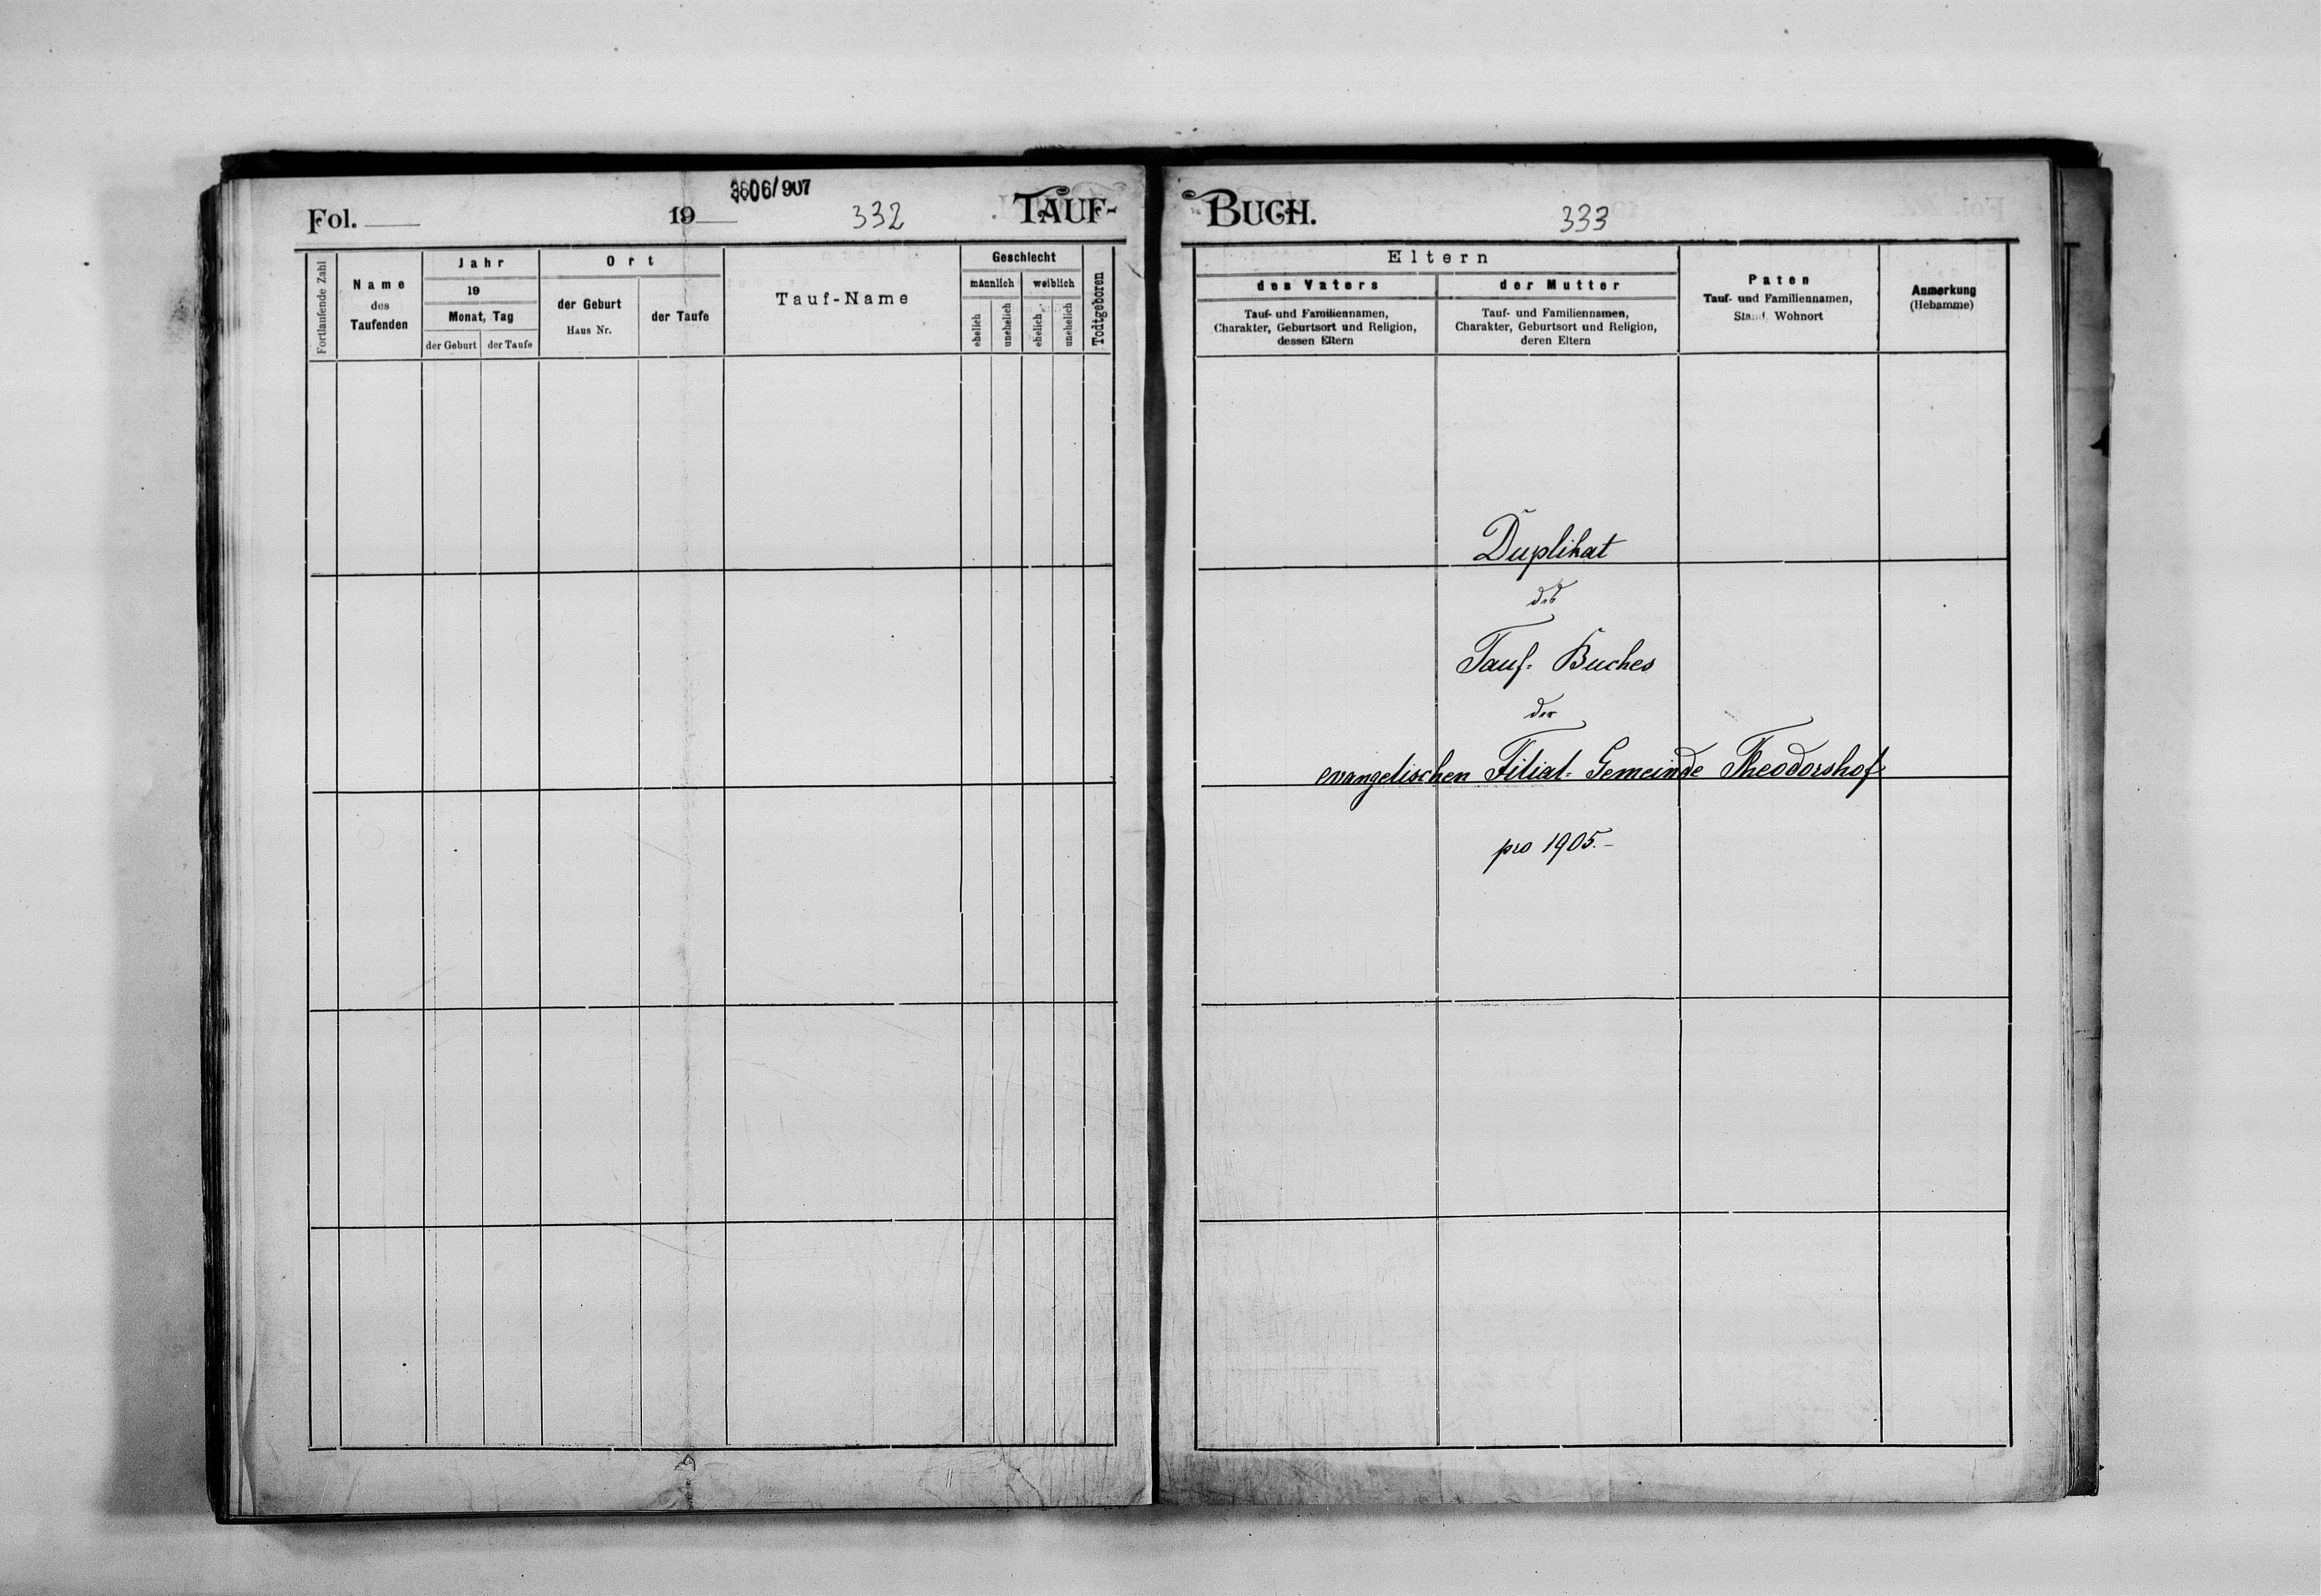 3606/907
Fol.
19
332
TAUF-
Fortlaufende Zahl
Name
des
Taufenden
Jahr
19
Monat, Tag
der Geburt
der Taufe
Ort
der Geburt
Haus Nr.
der Taufe
Tauf-Name
Geschlecht
männlich
weiblich
ehelich
unehelich
ehelich
unehelich
Todtgeboren
BUCH.
333
Eltern
des Vaters
Tauf- und Familiennamen,
Charakter, Geburtsort und Religion,
dessen Eltern
der Mutter
Tauf- und Familiennamen,
Charakter, Geburtsort und Religion,
deren Eltern
Paten
Tauf- und Familiennamen,
Stand, Wohnort
Anmerkung
(Hebamme)
Duplikat
des
Tauf- Buches
der
evangelischen Filial- Gemeinde Theodorshof
pro 1905.-